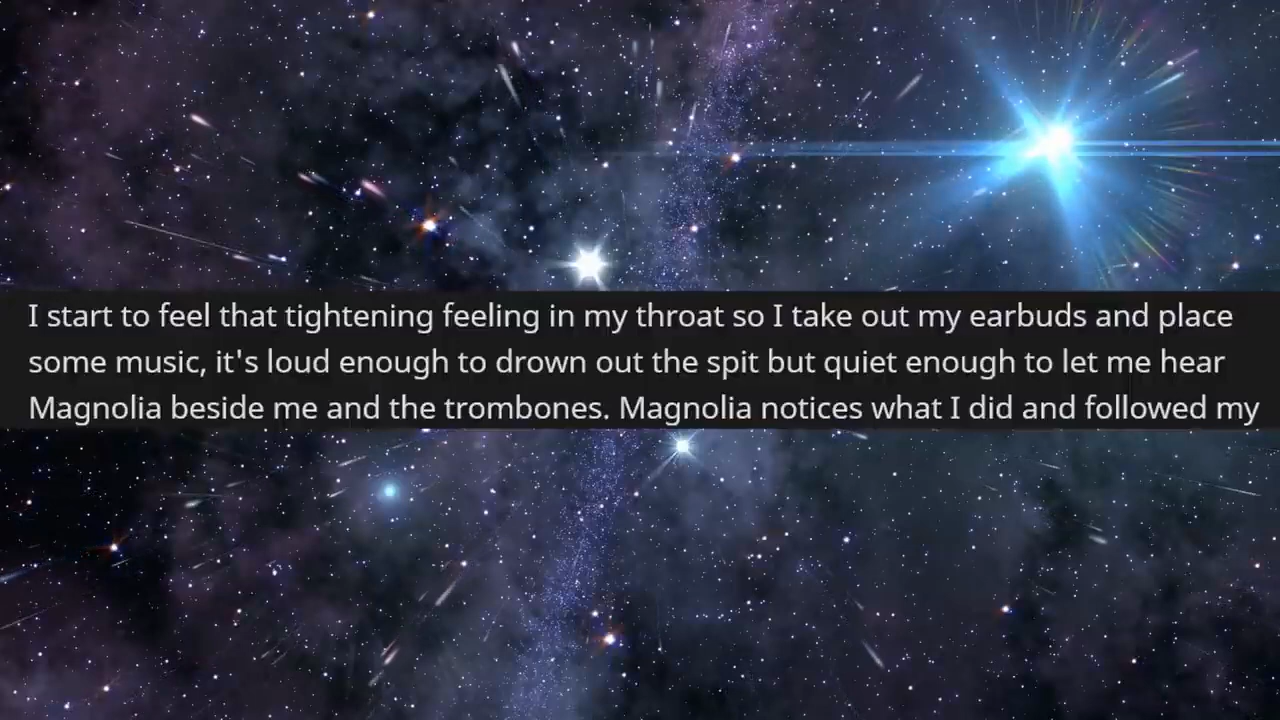 I start to feel that tightening feeling in my throat so I take out my earbuds and place
some music, it's loud enough to drown out the spit but quiet enough to let me hear
Magnolia beside me and the trombones. Magnolia notices what I did and followed my